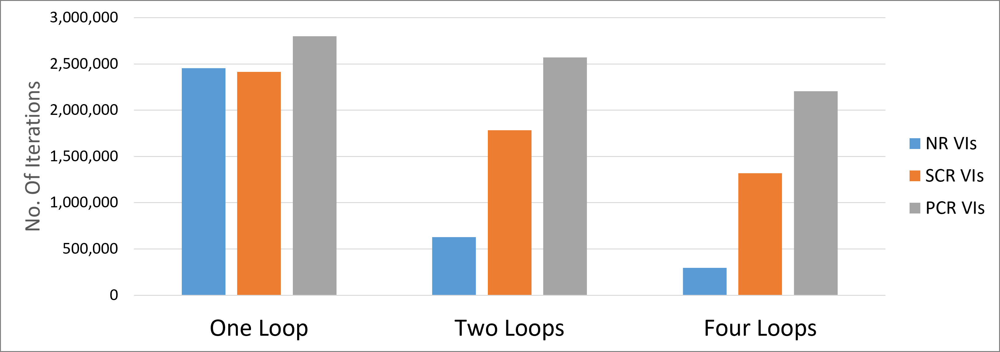 No. Of Iterations
3,000,000
2,500,000
2,000,000
1,500,000
1,000,000
500,000
0
One Loop
Two Loops
Four Loops
NR VIs
SCR VIs
PCR VIs